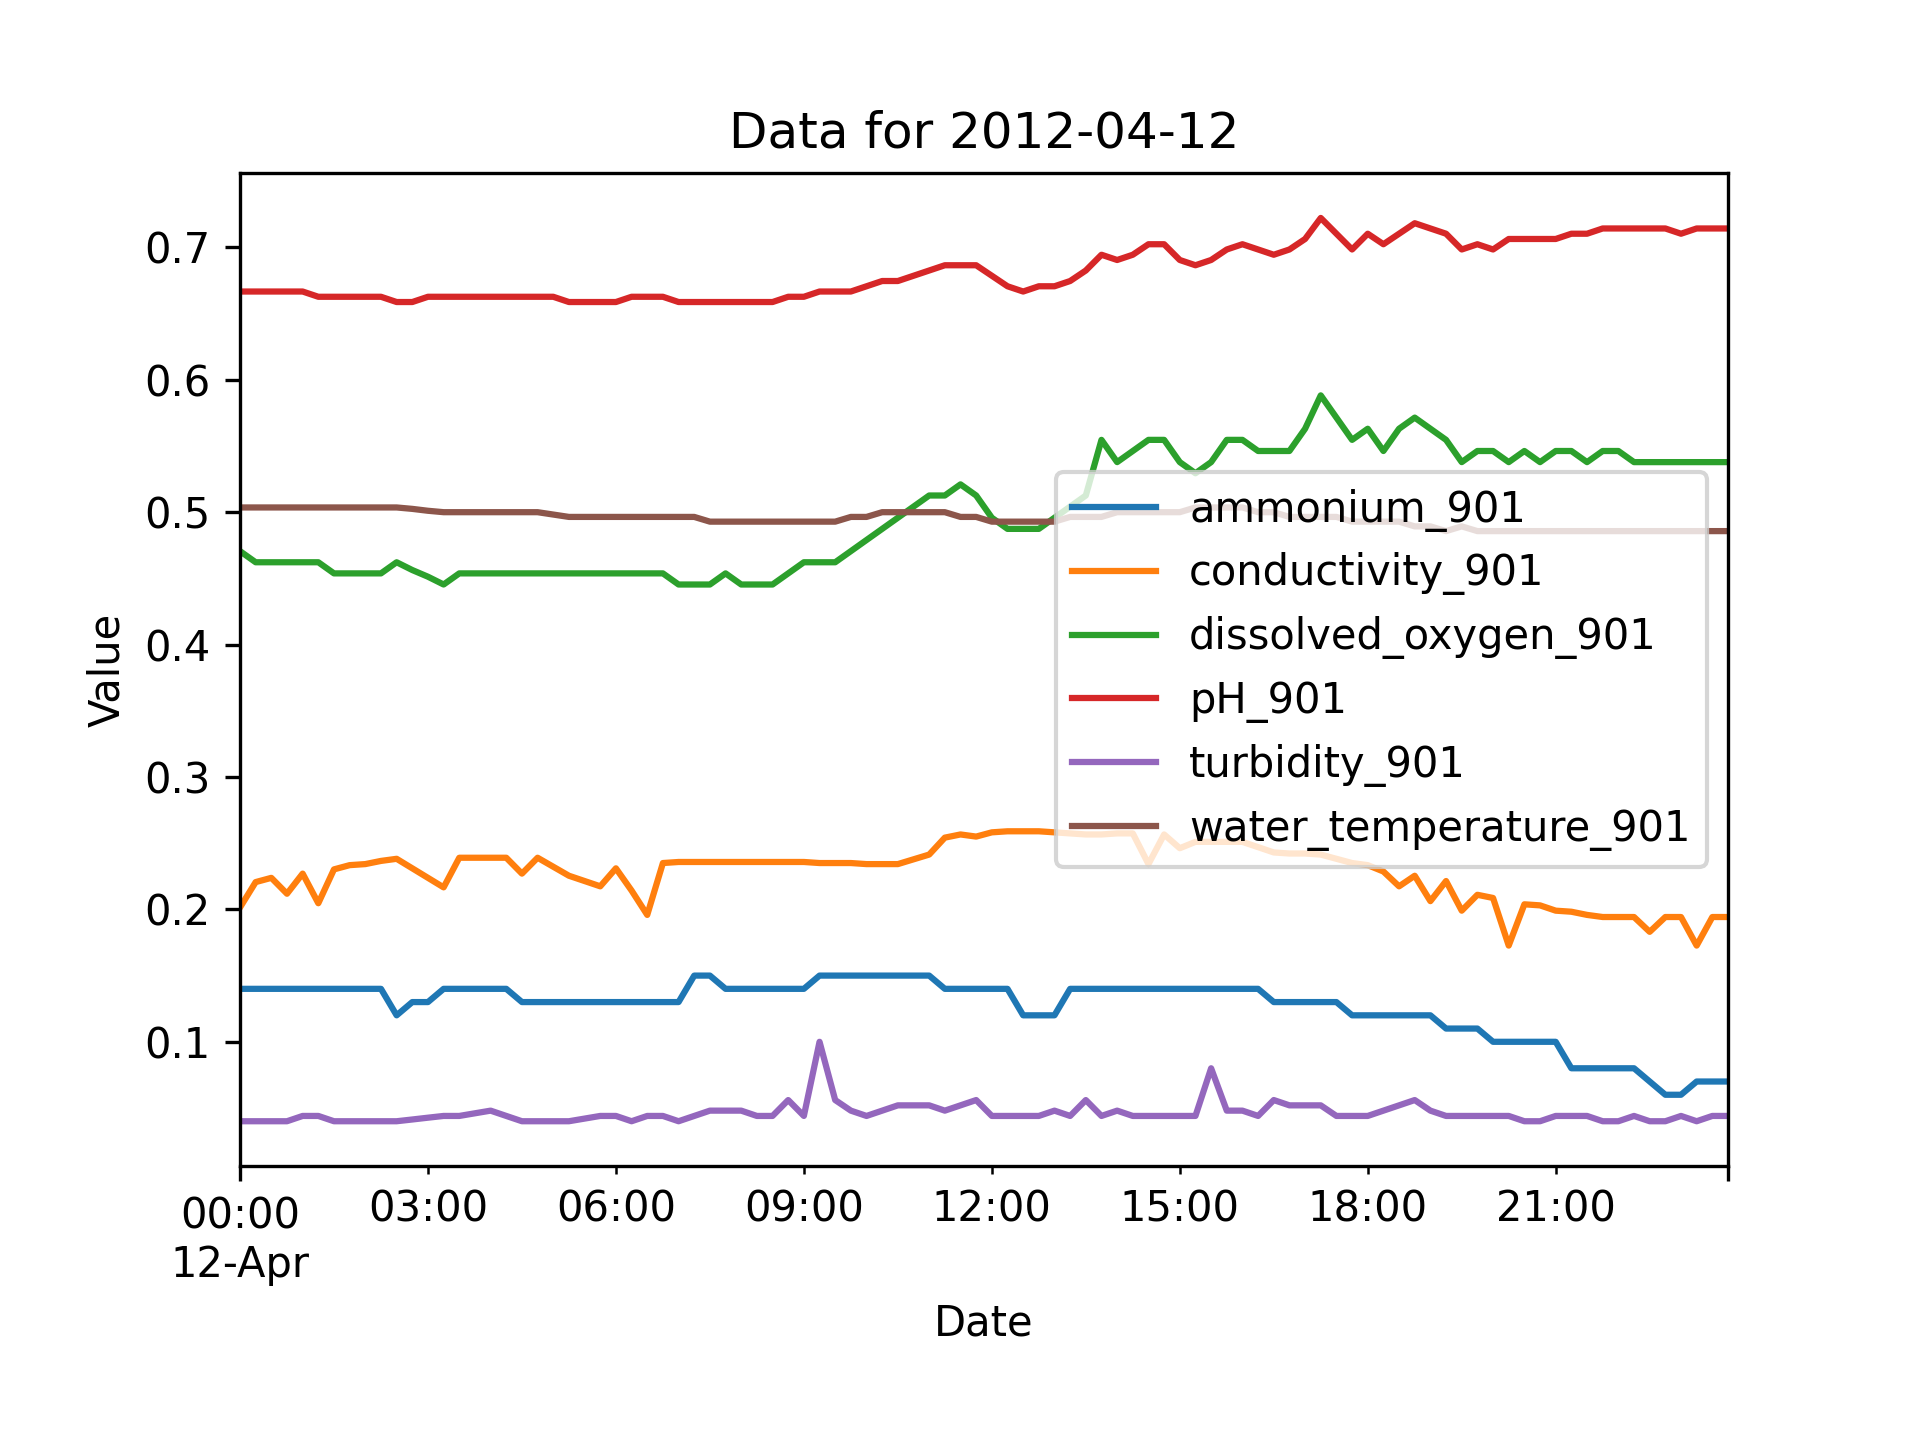 Data for 2012-04-12
Value
0.7
0.6
0.5
0.4
0.3
0.2
0.1
ammonium_901
conductivity_901
dissolved_oxygen_901
pH_901
turbidity_901
water_temperature_901
00:00
12-Apr
03:00
06:00
09:00
12:00
15:00
18:00
21:00
Date